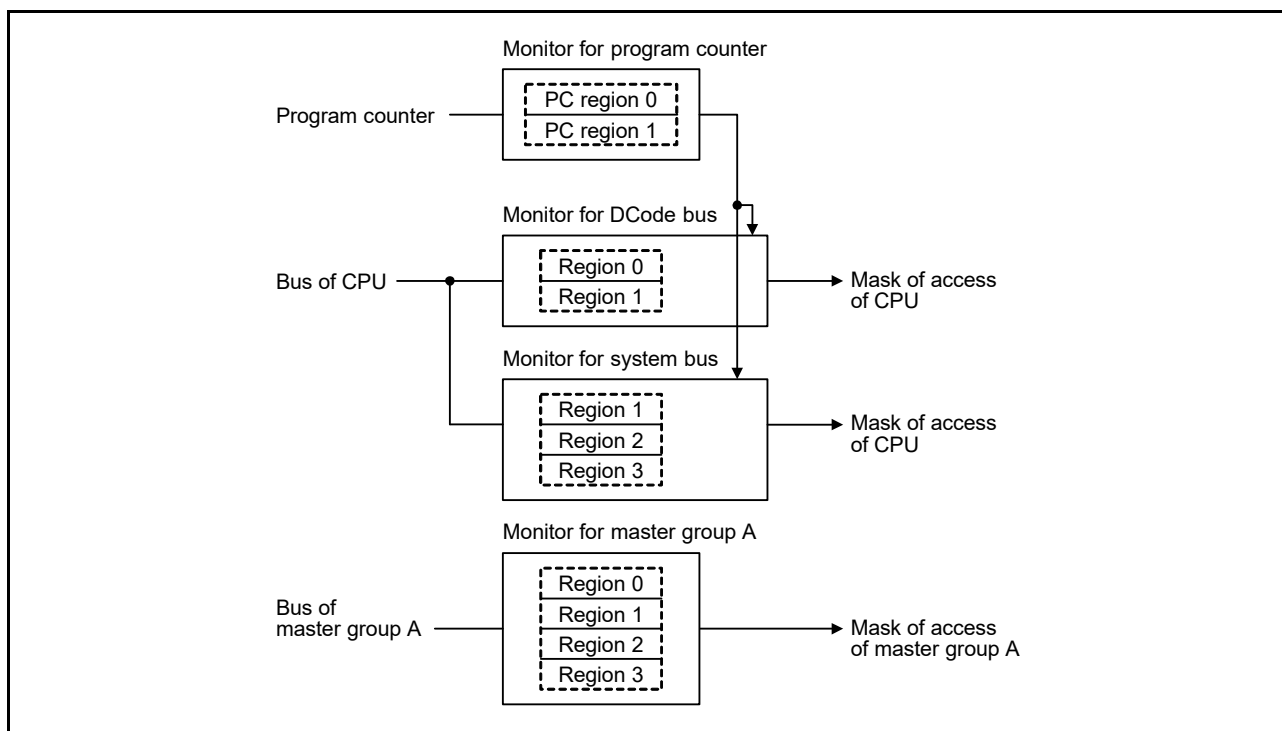 Monitor for program counter
Program counter
PC region 0
PC region 1
Monitor for DCode bus
Bus of CPU
Region 0
Region 1
Mask of access
of CPU
Monitor for system bus
Region 1
Region 2
Region 3
Mask of access
of CPU
Monitor for master group A
Bus of
master group A
Region 0
Region 1
Region 2
Region 3
Mask of access
of master group A